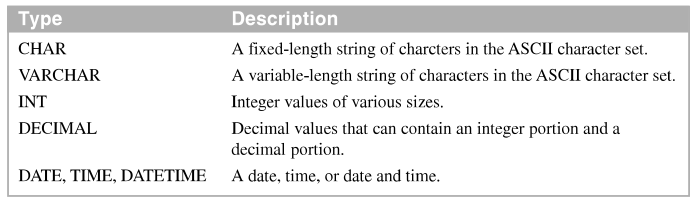 Type Description
CHAR A fixed-length string of charcters in the ASCII character set.
VARCHAR A variable-length string of characters in the ASCII character set.
INT Integer values of various sizes.
DECIMAL Decimal values that can contain an integer portion and a
decimal portion.
DATE, TIME, DATETIME A date, time, or date and time.